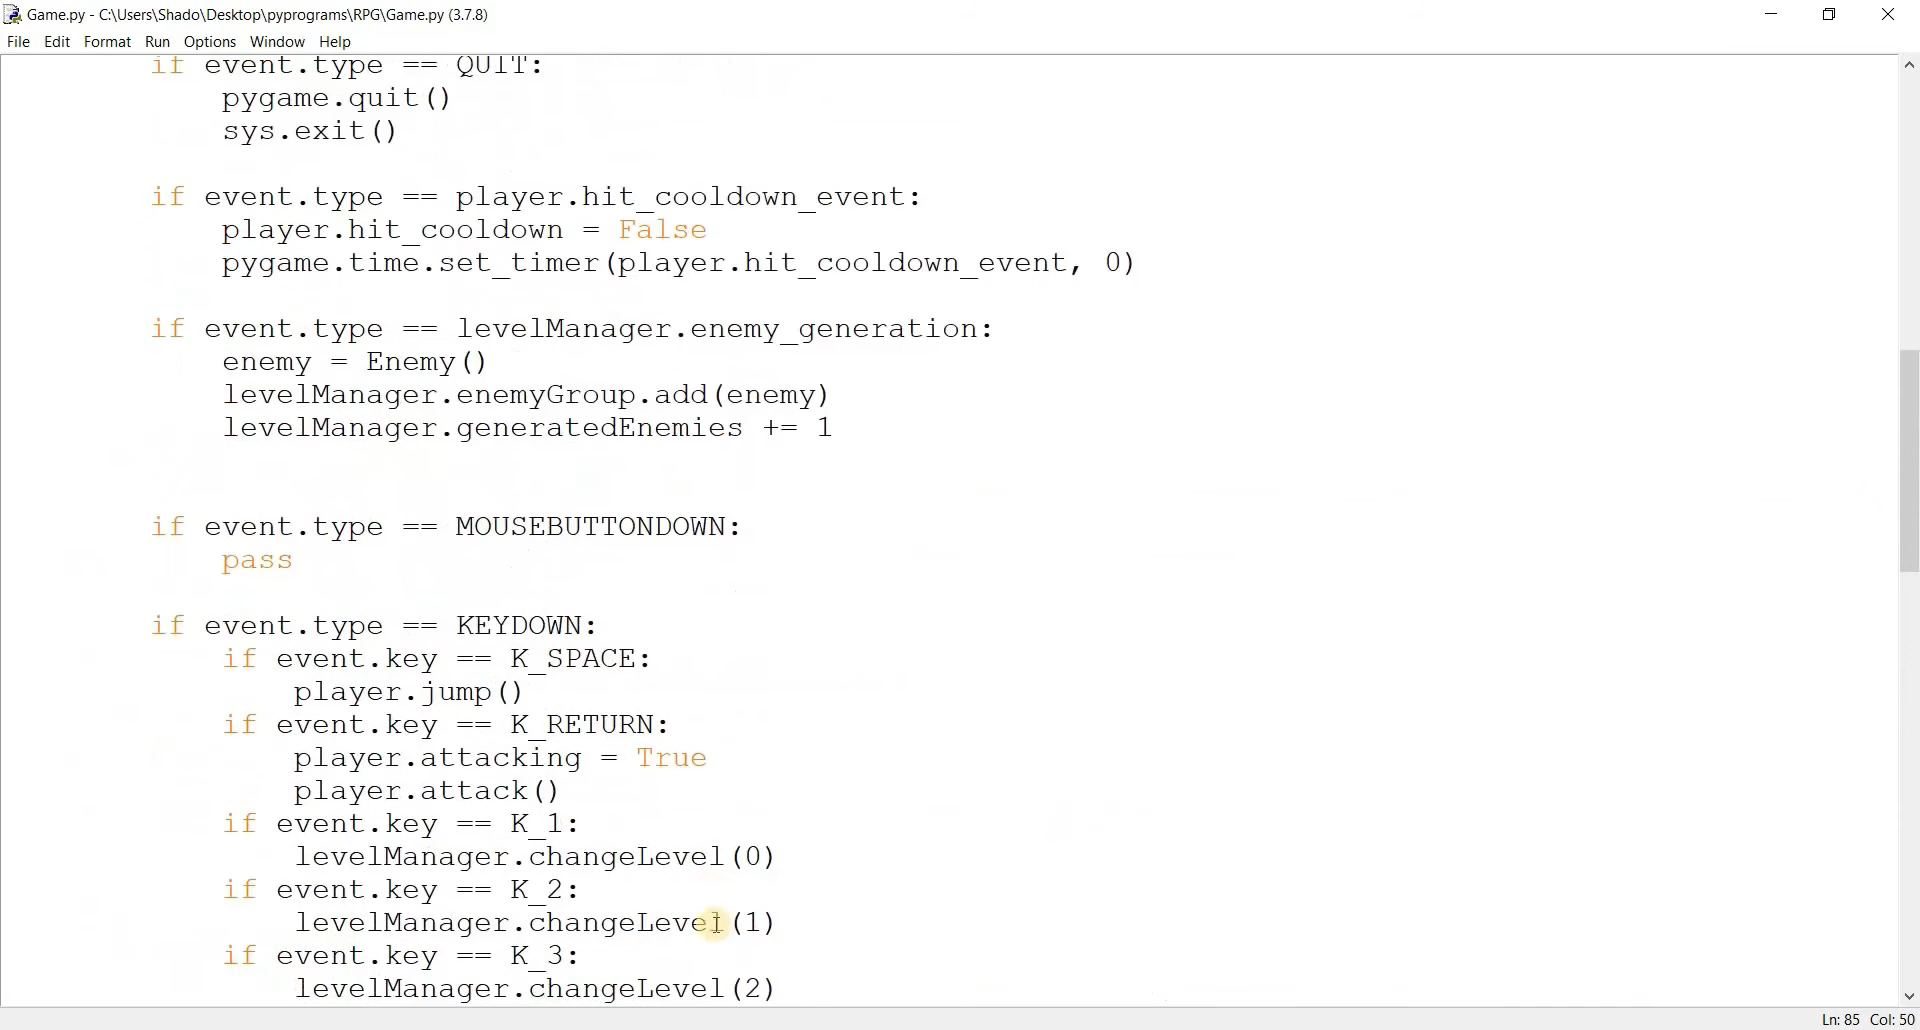 Game.py - C:\Users\Shado\Desktop\pyprograms\RPG\Game.py (3.7.8)
File Edit Format Run Options Window Help
if event.type == QUIT:
pygame.quit()
sys.exit()
if event.type == player.hit_cooldown_event:
player.hit_cooldown = False
pygame.time.set_timer(player.hit_cooldown_event, 0)
if event.type == levelManager.enemy_generation:
enemy = Enemy()
levelManager.enemyGroup.add(enemy)
levelManager.generatedEnemies += 1
if event.type == MOUSEBUTTONDOWN:
pass
if event.type == KEYDOWN:
if event.key == K_SPACE:
player.jump()
if event.key == K_RETURN:
player.attacking = True
player.attack()
if event.key == K_1:
levelManager.changeLevel(0)
if event.key == K_2:
levelManager.changeLevel(1)
if event.key == K_3:
levelManager.changeLevel(2)
Ln: 85 Col: 50